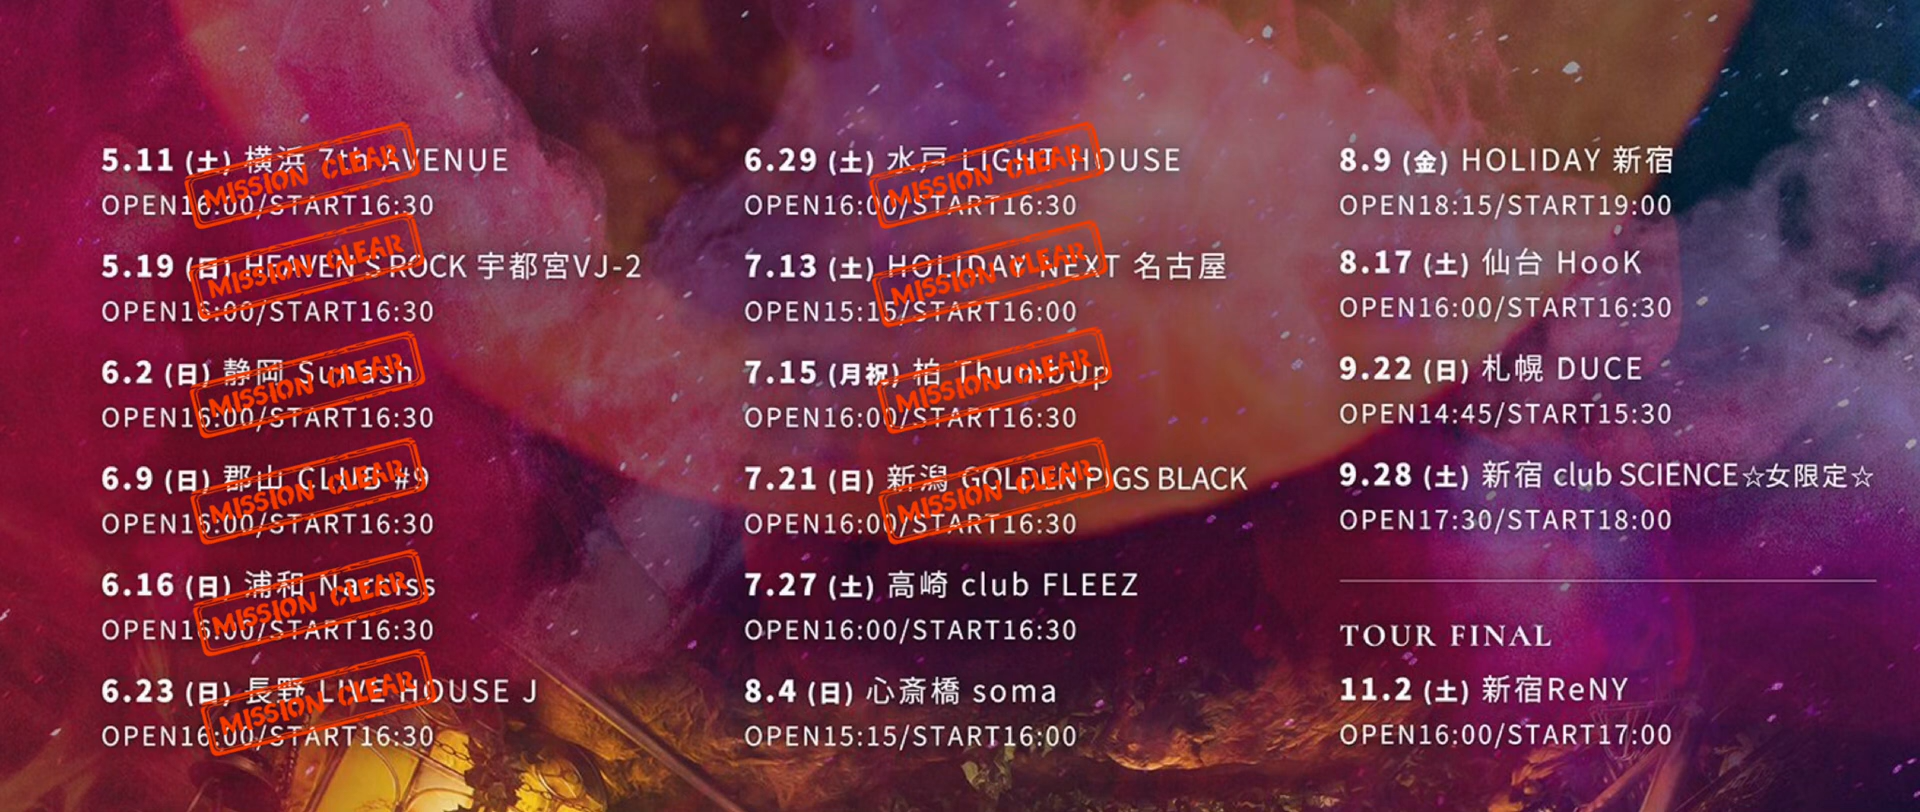 5.11 (土) 横浜 7th AVENUE
MISSION CLEAR
OPEN16:00/START16:30
5.19 (日) HEAVEN'S ROCK 宇都宮VJ-2
MISSION CLEAR
OPEN16:00/START16:30
6.2 (日) 静岡 Sunash
MISSION CLEAR
OPEN16:00/START16:30
6.9 (日) 郡山 CLUB #9
MISSION CLEAR
OPEN16:00/START16:30
6.16 (日) 浦和 Narciss
MISSION CLEAR
OPEN16:00/START16:30
6.23 (日) 長野 LIVE HOUSE J
MISSION CLEAR
OPEN16:00/START16:30
6.29 (土) 水戸 LIGHT HOUSE
MISSION CLEAR
OPEN16:00/START16:30
7.13 (土) HOLIDAY NEXT 名古屋
MISSION CLEAR
OPEN15:15/START16:00
7.15 (月祝) 柏 ThumbUp
MISSION CLEAR
OPEN16:00/START16:30
7.21 (日) 新潟 GOLDEN PIGS BLACK
MISSION CLEAR
OPEN16:00/START16:30
7.27 (土) 高崎 club FLEEZ
OPEN16:00/START16:30
8.4 (日) 心斎橋 soma
OPEN15:15/START16:00
8.9 (金) HOLIDAY 新宿
OPEN18:15/START19:00
8.17 (土) 仙台 HooK
OPEN16:00/START16:30
9.22 (日) 札幌 DUCE
OPEN14:45/START15:30
9.28 (土) 新宿 club SCIENCE☆女限定☆
OPEN17:30/START18:00
TOUR FINAL
11.2 (土) 新宿ReNY
OPEN16:00/START17:00